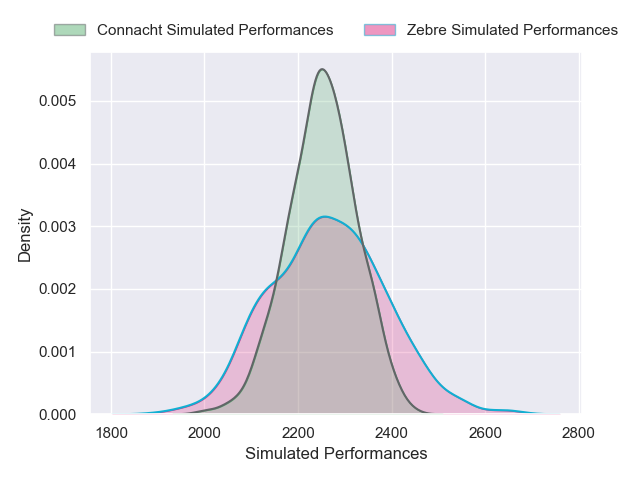 Connacht Simulated Performances Zebre Simulated Performances
0.005
0.004
0.003
0.002
0.001
0.000
Density
1800 2000 2200 2400 2600 2800
Simulated Performances